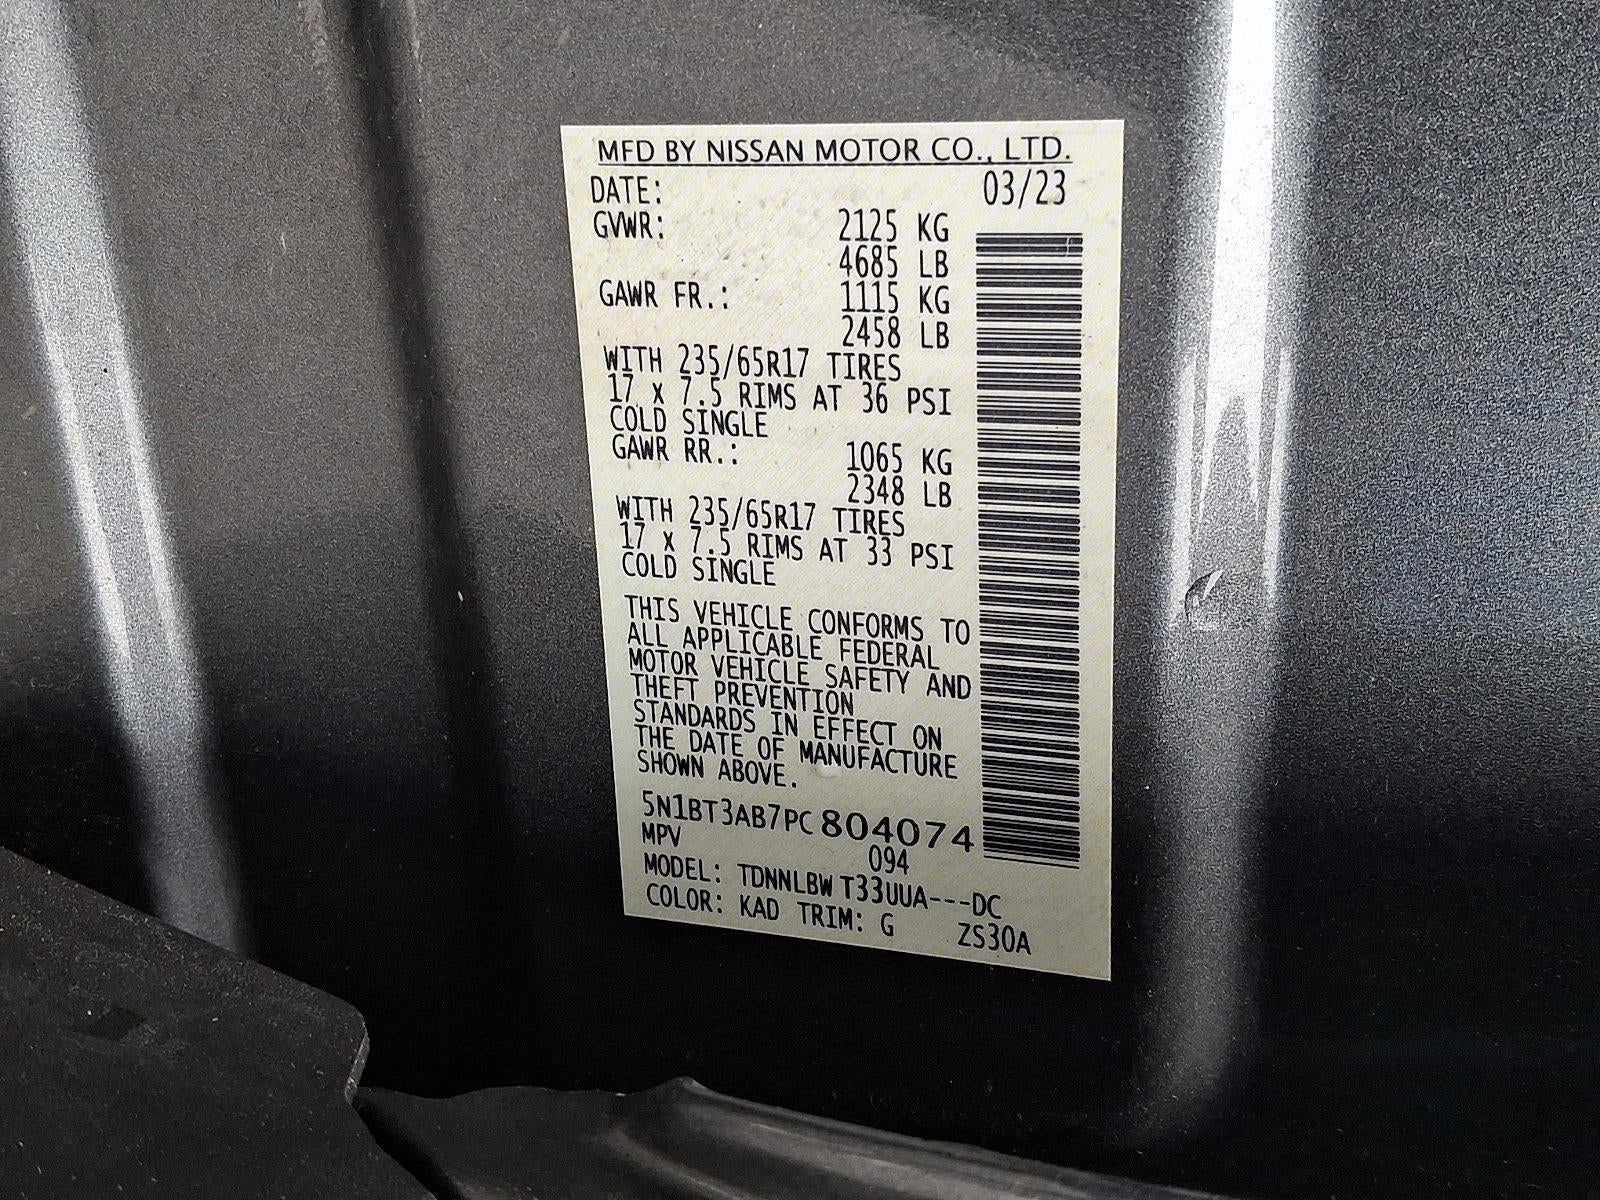 MFD BY NISSAN MOTOR CO., LTD.
DATE: 03/23
GVWR: 2125 KG
4685 LB
GAWR FR.: 1115 KG
2458 LB
WITH 235/65R17 TIRES
17 x 7.5 RIMS AT 36 PSI
COLD SINGLE
GAWR RR.: 1065 KG
2348 LB
WITH 235/65R17 TIRES
17 x 7.5 RIMS AT 33 PSI
COLD SINGLE
THIS VEHICLE CONFORMS TO
ALL APPLICABLE FEDERAL
MOTOR VEHICLE SAFETY AND
THEFT PREVENTION
STANDARDS IN EFFECT ON
THE DATE OF MANUFACTURE
SHOWN ABOVE.
5N1BT3AB7PC804074
MPV 094
MODEL: TDNNLBW T33UUA---DC
COLOR: KAD TRIM: G ZS30A